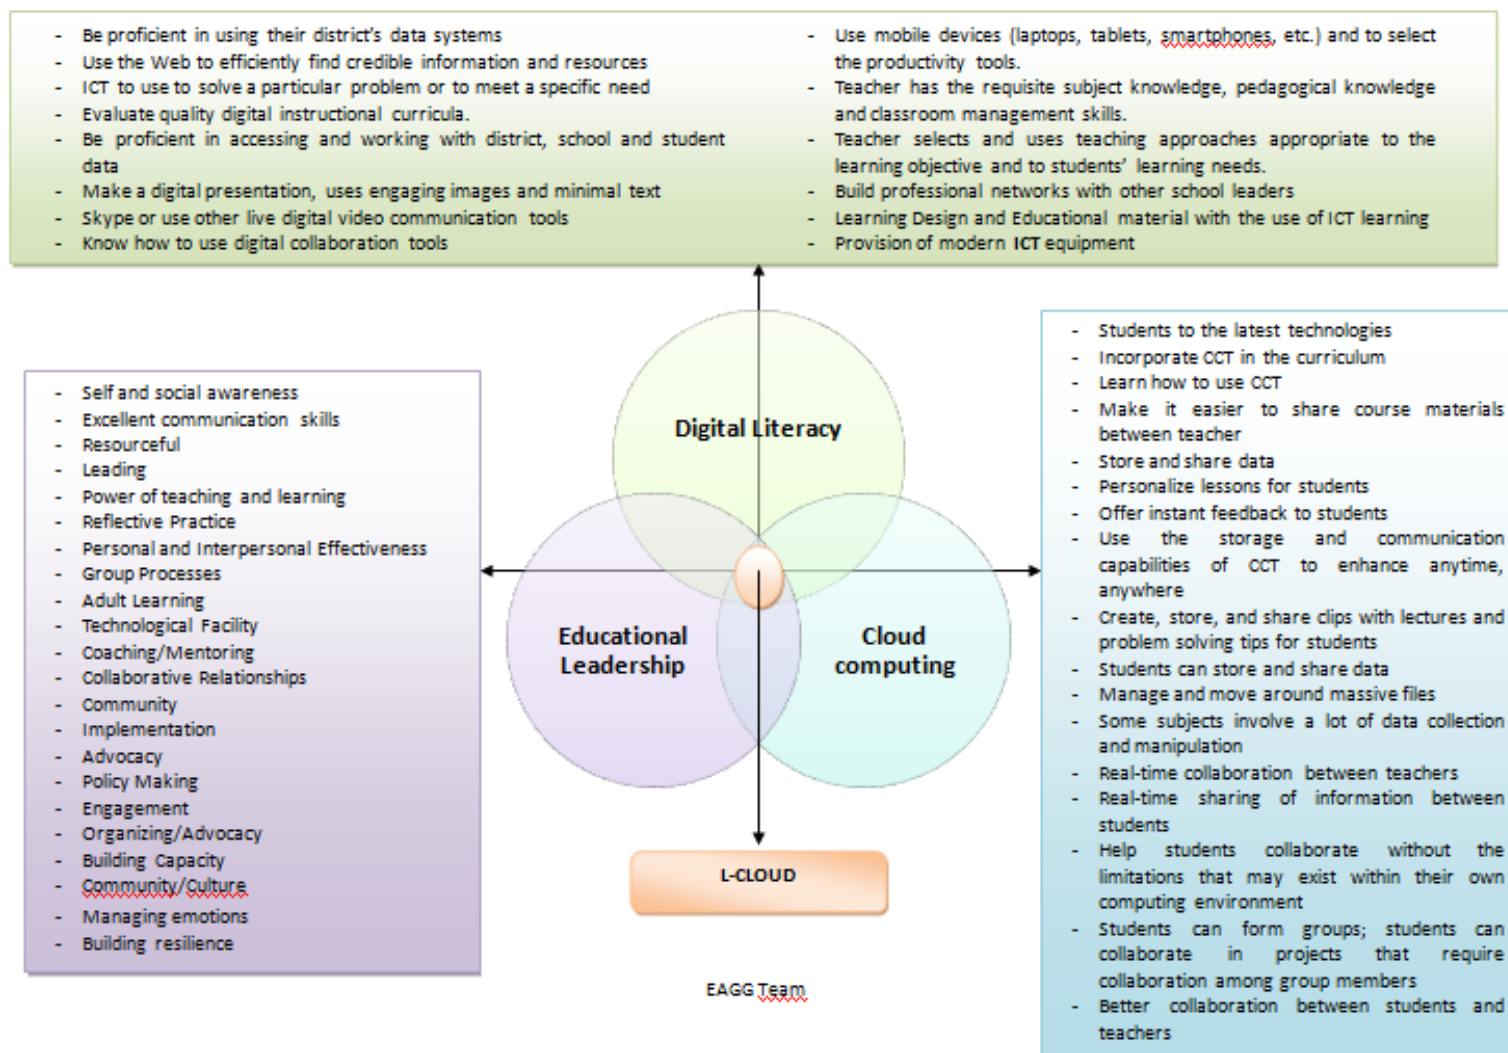 - Be proficient in using their district's data systems
- Use the Web to efficiently find credible information and resources
- ICT to use to solve a particular problem or to meet a specific need
- Evaluate quality digital instructional curricula.
- Be proficient in accessing and working with district, school and student
data
- Make a digital presentation, uses engaging images and minimal text
- Skype or use other live digital video communication tools
- Know how to use digital collaboration tools
- Use mobile devices (laptops, tablets, smartphones, etc.) and to select
the productivity tools.
- Teacher has the requisite subject knowledge, pedagogical knowledge
and classroom management skills.
- Teacher selects and uses teaching approaches appropriate to the
learning objective and to students' learning needs.
- Build professional networks with other school leaders
- Learning Design and Educational material with the use of ICT learning
- Provision of modern ICT equipment
- Self and social awareness
- Excellent communication skills
- Resourceful
- Leading
- Power of teaching and learning
- Reflective Practice
- Personal and Interpersonal Effectiveness
- Group Processes
- Adult Learning
- Technological Facility
- Coaching/Mentoring
- Collaborative Relationships
- Community
- Implementation
- Advocacy
- Policy Making
- Engagement
- Organizing/Advocacy
- Building Capacity
- Community/Culture
- Managing emotions
- Building resilience
Digital Literacy
Educational
Leadership
Cloud
computing
L-CLOUD
EAGG Team
- Students to the latest technologies
- Incorporate CCT in the curriculum
- Learn how to use CCT
- Make it easier to share course materials
between teacher
- Store and share data
- Personalize lessons for students
- Offer instant feedback to students
- Use the storage and communication
capabilities of CCT to enhance anytime,
anywhere
- Create, store, and share clips with lectures and
problem solving tips for students
- Students can store and share data
- Manage and move around massive files
- Some subjects involve a lot of data collection
and manipulation
- Real-time collaboration between teachers
- Real-time sharing of information between
students
- Help students collaborate without the
limitations that may exist within their own
computing environment
- Students can form groups; students can
collaborate in projects that require
collaboration among group members
- Better collaboration between students and
teachers